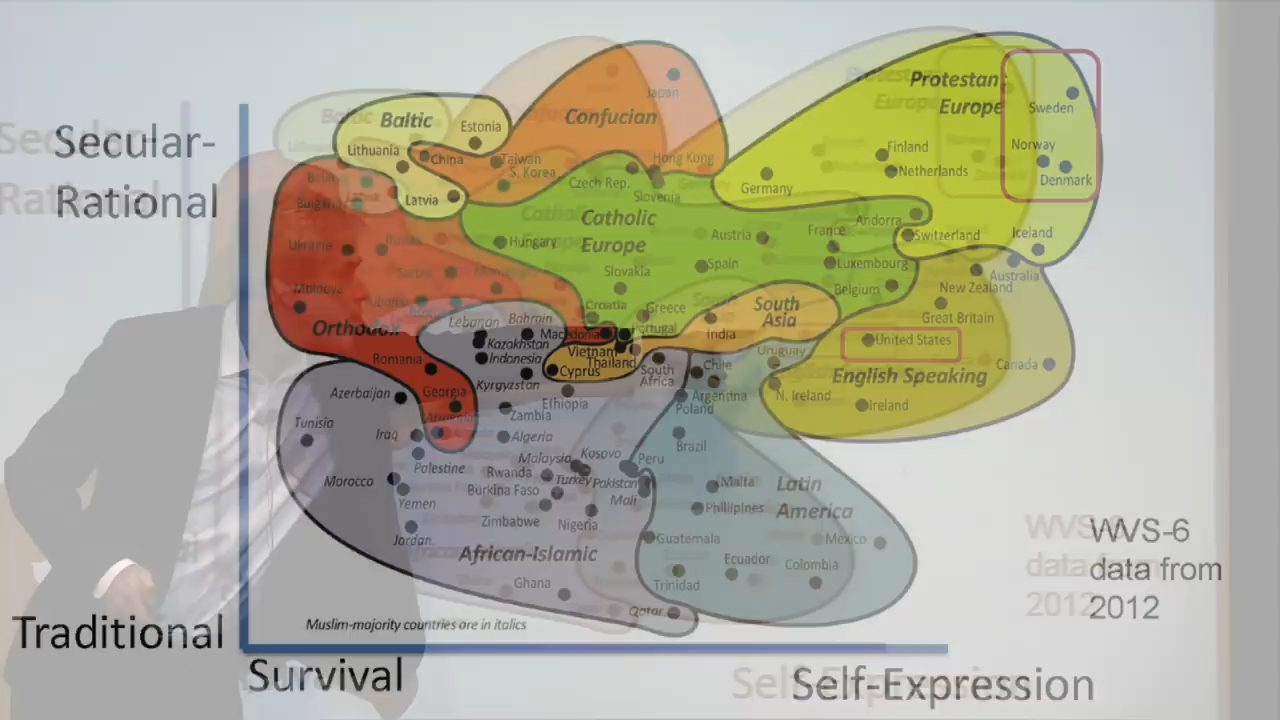 Secular-
Rational
Baltic
Estonia
Lithuania
China
Latvia
Confucian
Japan
Taiwan
S. Korea
Hong Kong
Protestant
Europe
Sweden
Norway
Denmark
Finland
Netherlands
Germany
Iceland
Switzerland
Czech Rep.
Slovenia
Catholic
Europe
Andorra
Austria
France
Hungary
Spain
Luxembourg
Slovakia
Belgium
Croatia
Greece
Portugal
Ukraine
Moldova
Orthodox
Macedonia
Romania
Georgia
South
Asia
India
Vietnam
Thailand
Cyprus
Australia
New Zealand
Great Britain
United States
Canada
English Speaking
N. Ireland
Ireland
Uruguay
Chile
Argentina
Poland
Brazil
Peru
Latin
America
Malta
Phillipines
Guatemala
Mexico
Ecuador
Colombia
Trinidad
Lebanon
Bahrain
Kazakhstan
Indonesia
Kyrgyzstan
South
Africa
Ethiopia
Azerbaijan
Zambia
Tunisia
Iraq
Algeria
Palestine
Malaysia
Kosovo
Rwanda
Turkey
Pakistan
Morocco
Burkina Faso
Mali
Yemen
Zimbabwe
Nigeria
Jordan
African-Islamic
Ghana
Qatar
Muslim-majority countries are in italics
WVS-6
data from
2012
Traditional
Survival
Self-Expression